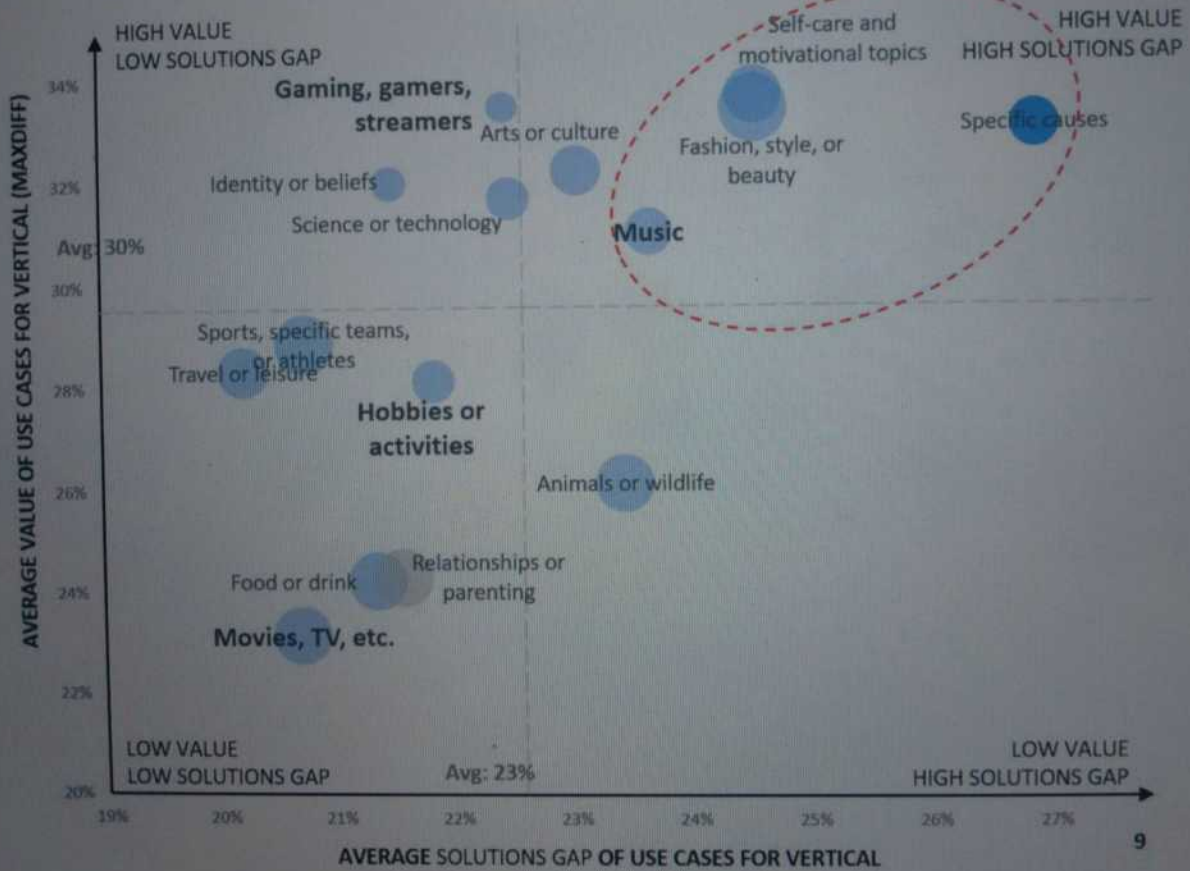 HIGH VALUE
LOW SOLUTIONS GAP
HIGH VALUE
HIGH SOLUTIONS GAP
Self-care and
motivational topics
Gaming, gamers,
streamers
Arts or culture
Specific causes
Fashion, style, or
beauty
Identity or beliefs
Science or technology
Music
Avg: 30%
Sports, specific teams,
or athletes
Travel or leisure
Hobbies or
activities
Animals or wildlife
Food or drink
Relationships or
parenting
Movies, TV, etc.
LOW VALUE
LOW SOLUTIONS GAP
Avg: 23%
LOW VALUE
HIGH SOLUTIONS GAP
AVERAGE VALUE OF USE CASES FOR VERTICAL (MAXDIFF)
34%
32%
30%
28%
26%
24%
22%
20%
19%
20%
21%
22%
23%
24%
25%
26%
27%
AVERAGE SOLUTIONS GAP OF USE CASES FOR VERTICAL
9